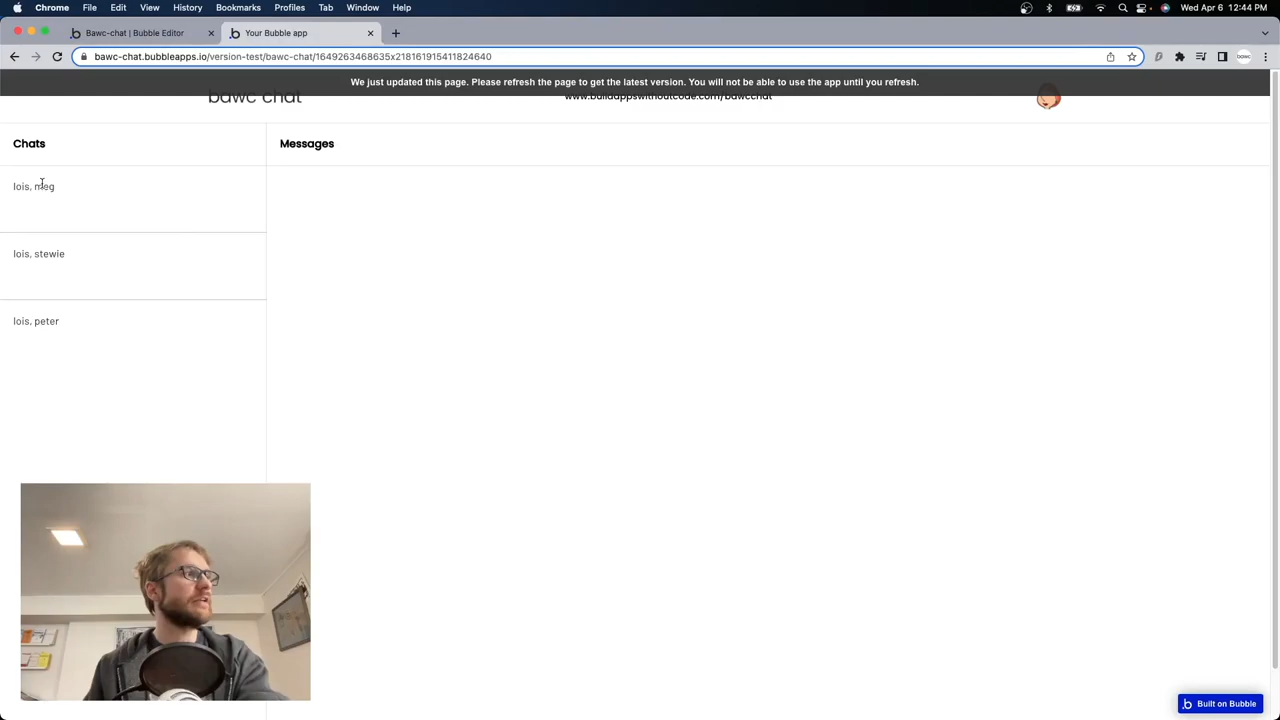 Chrome File Edit View History Bookmarks Profiles Tab Window Help Wed Apr 6 12:44 PM
Bawc-chat | Bubble Editor Your Bubble app
bawc-chat.bubbleapps.io/version-test/bawc-chat/1649263468635x218161915411824640
We just updated this page. Please refresh the page to get the latest version. You will not be able to use the app until you refresh.
bawc chat www.buildappswithoutcode.com/bawcchat
Chats Messages
lois, meg
lois, stewie
lois, peter
Built on Bubble